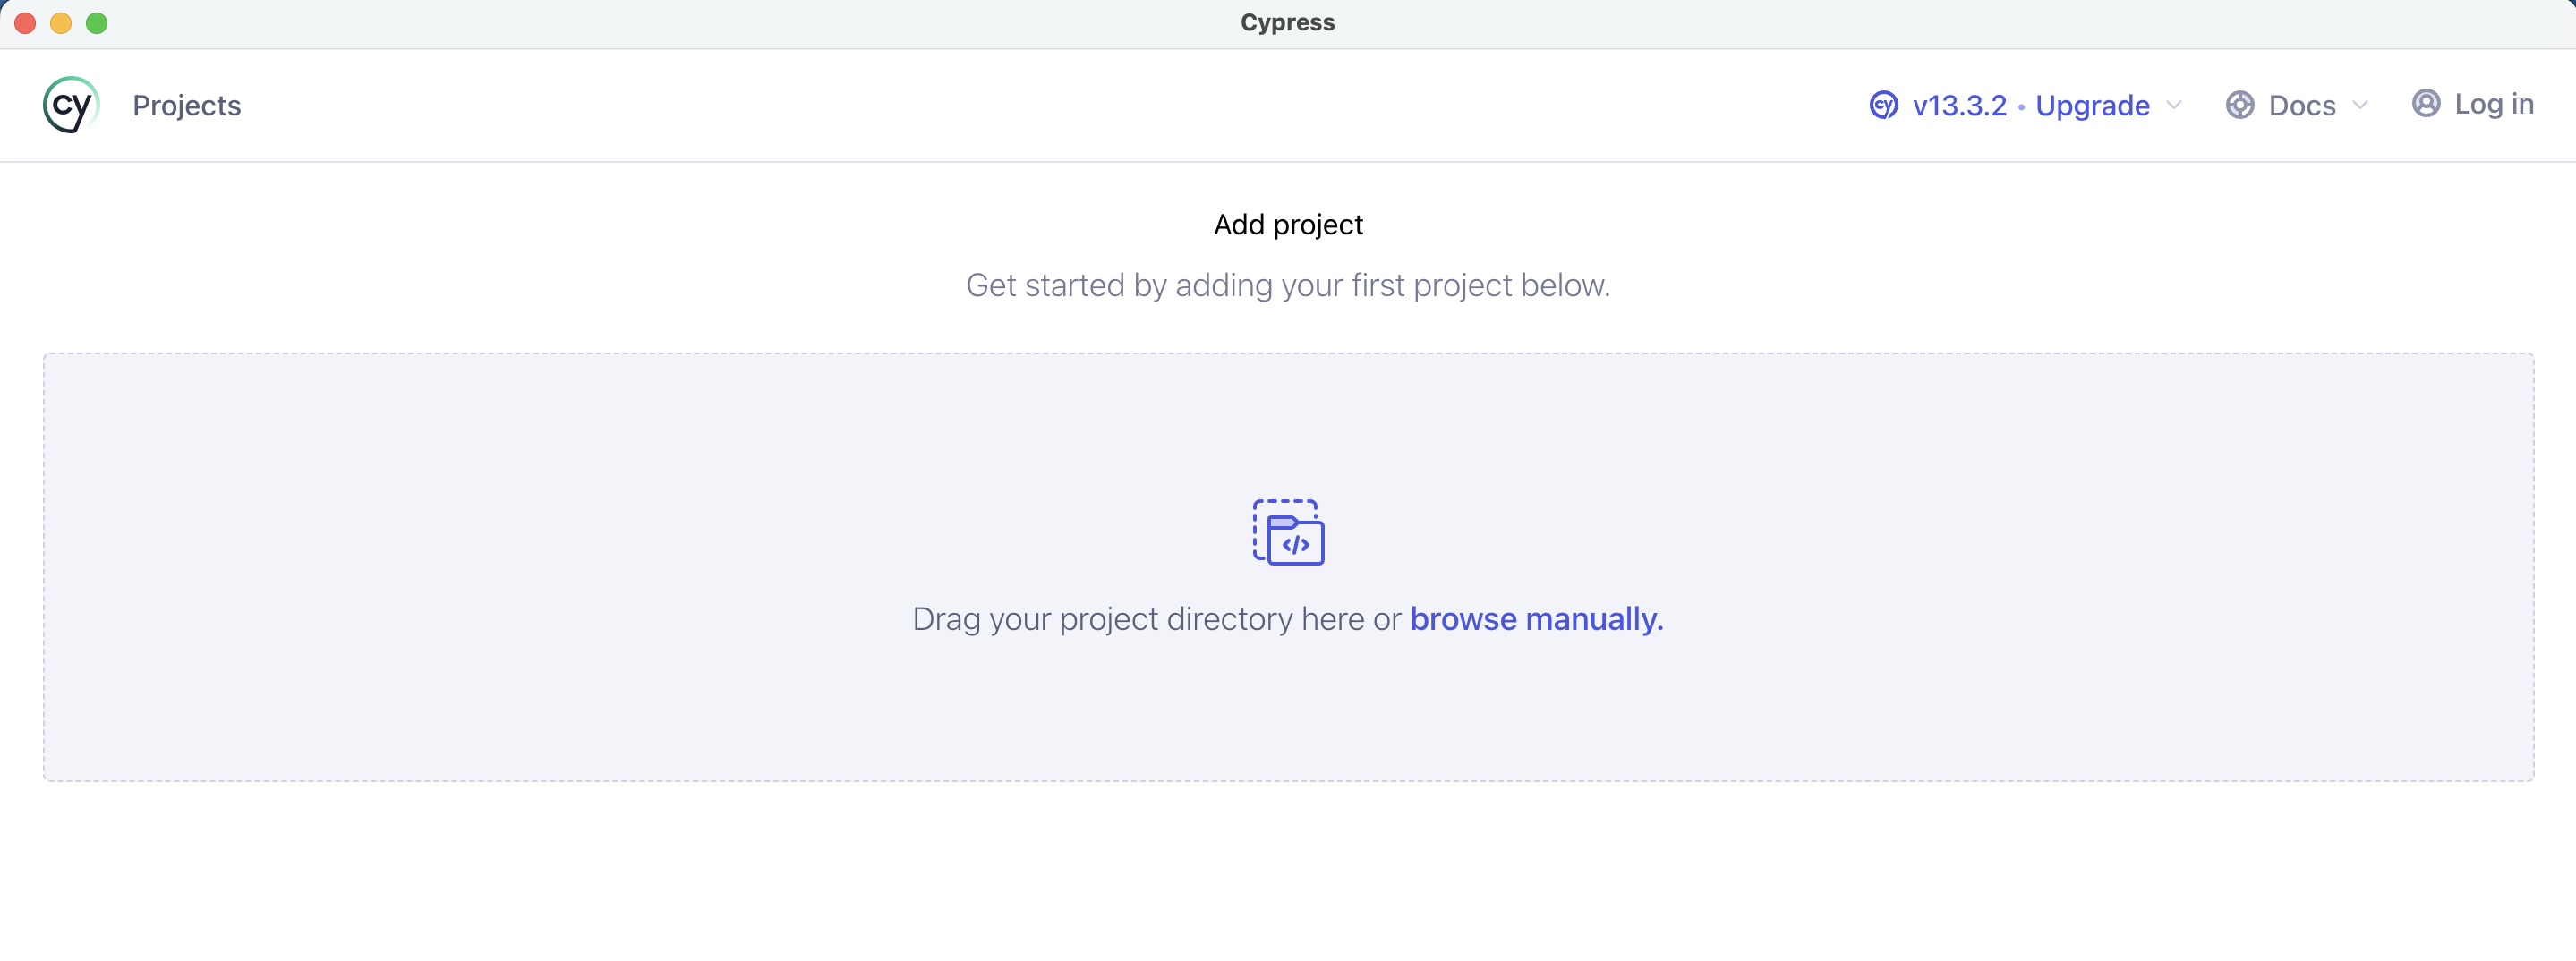 Cypress
cy Projects
cy v13.3.2 • Upgrade Docs Log in
Add project
Get started by adding your first project below.
</>
Drag your project directory here or browse manually.